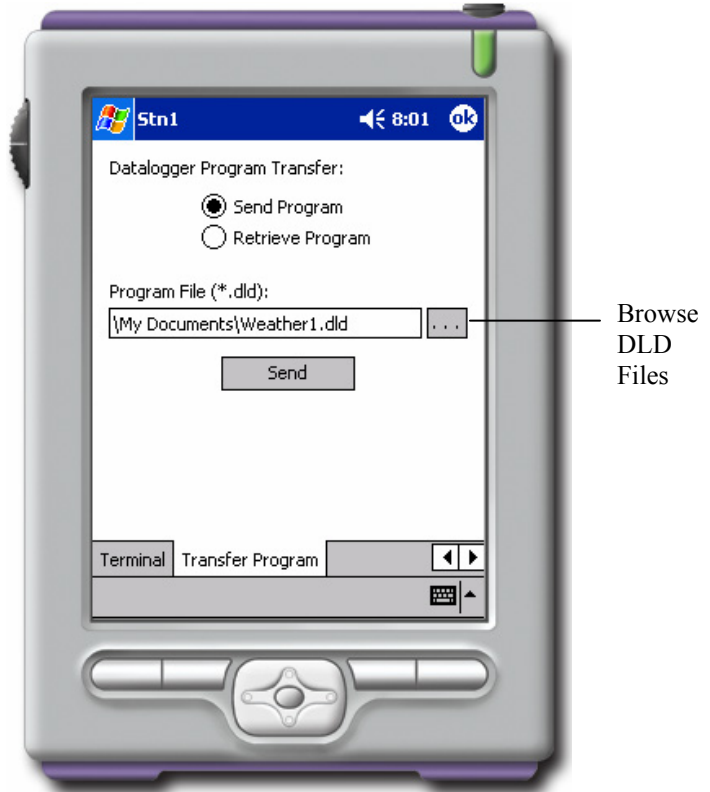 Stn1 8:01 ok
Datalogger Program Transfer:
Send Program
Retrieve Program
Program File (*.dld):
\My Documents\Weather1.dld ...
Send
Terminal Transfer Program
Browse
DLD
Files